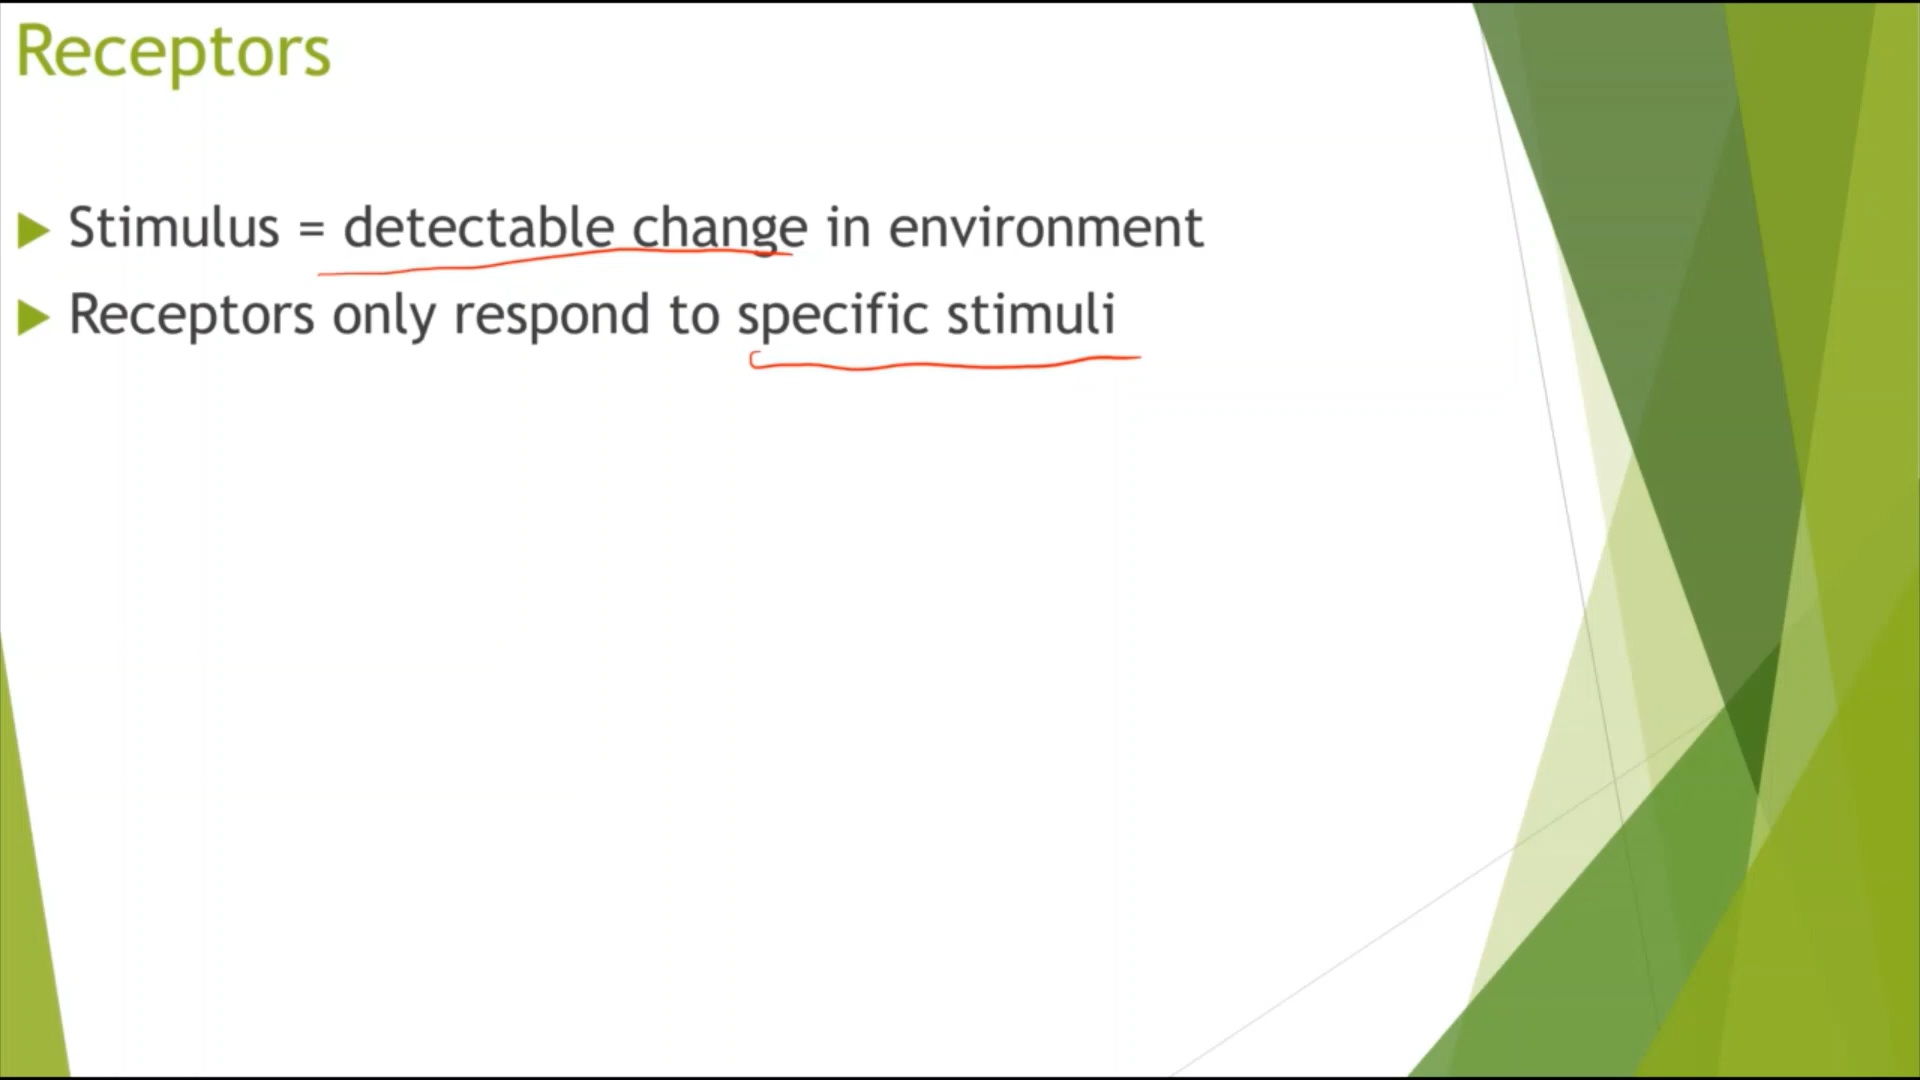 Receptors
Stimulus = detectable change in environment
Receptors only respond to specific stimuli